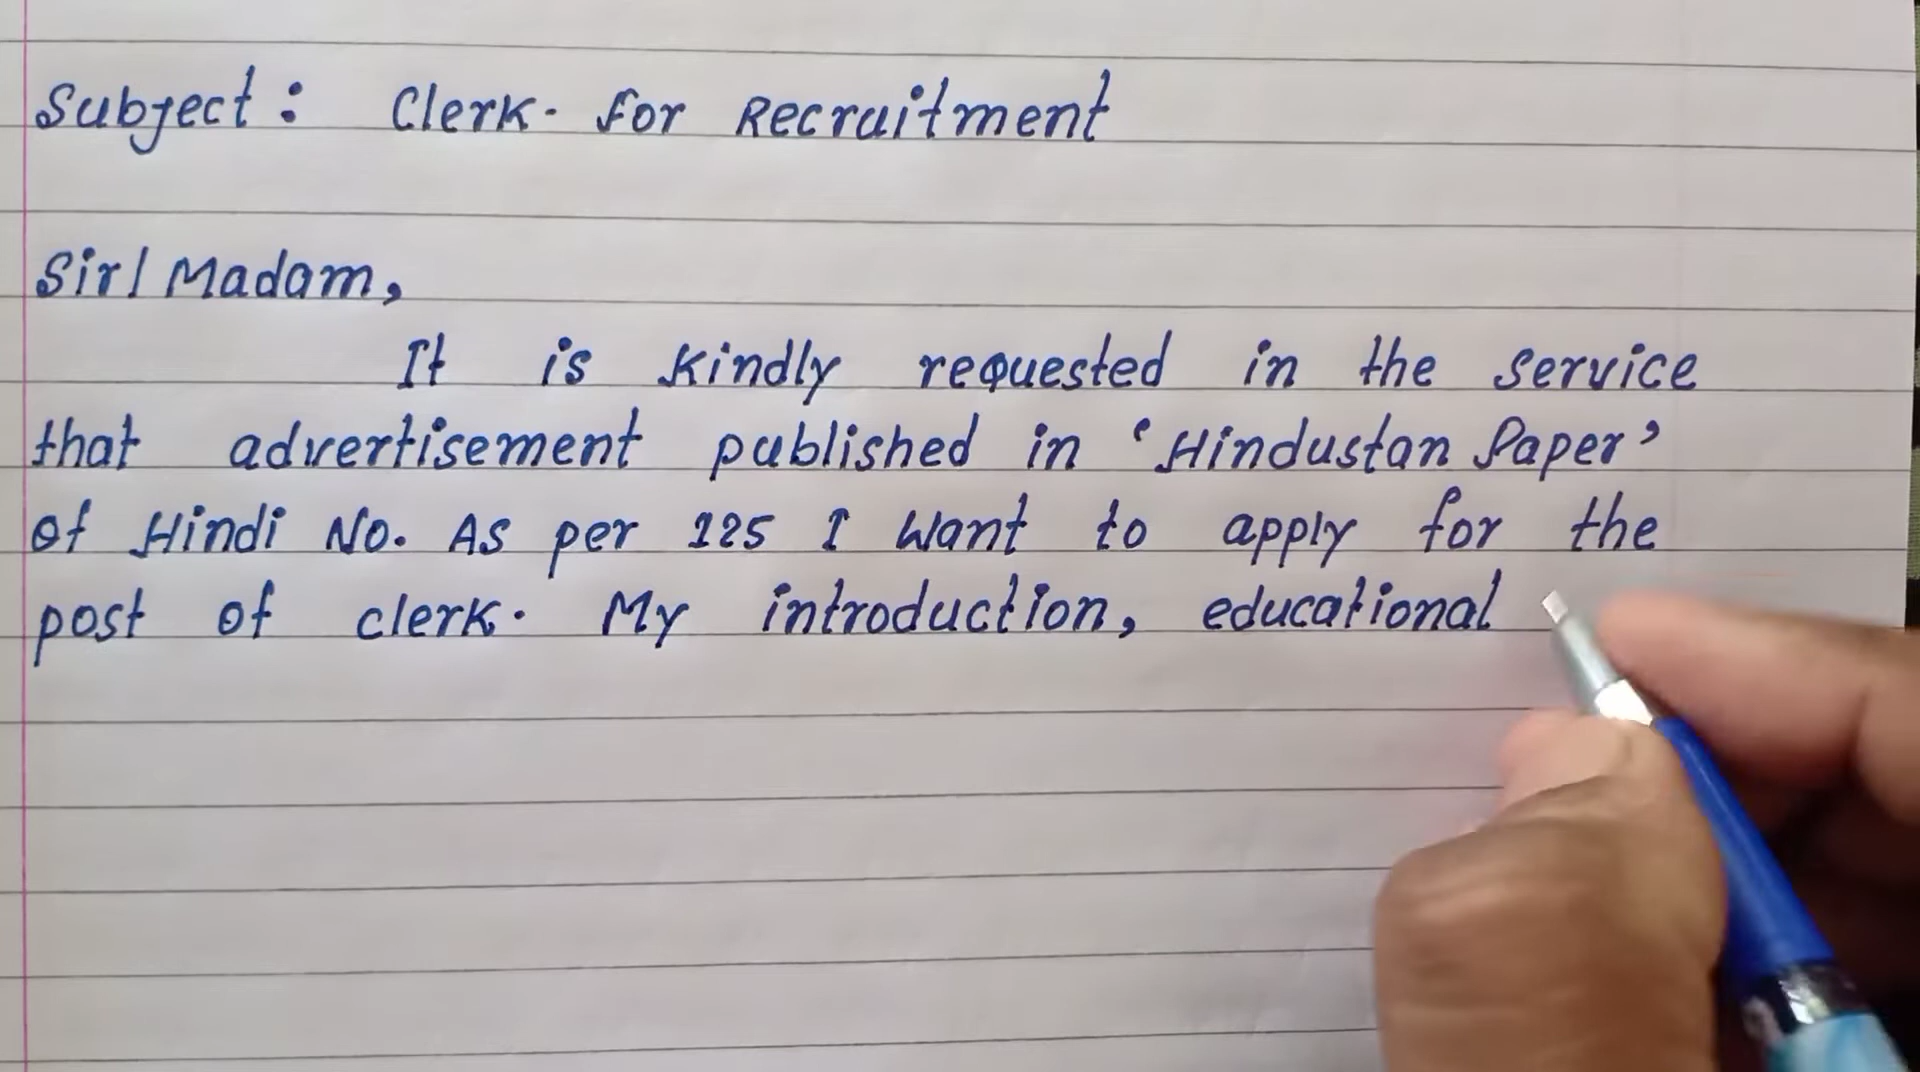 Subject: Clerk. for Recruitment
Sir/Madam,
It is kindly requested in the service
that advertisement published in 'Hindustan Paper'
of Hindi No. As per 125 I want to apply for the
post of clerk. My introduction, educational